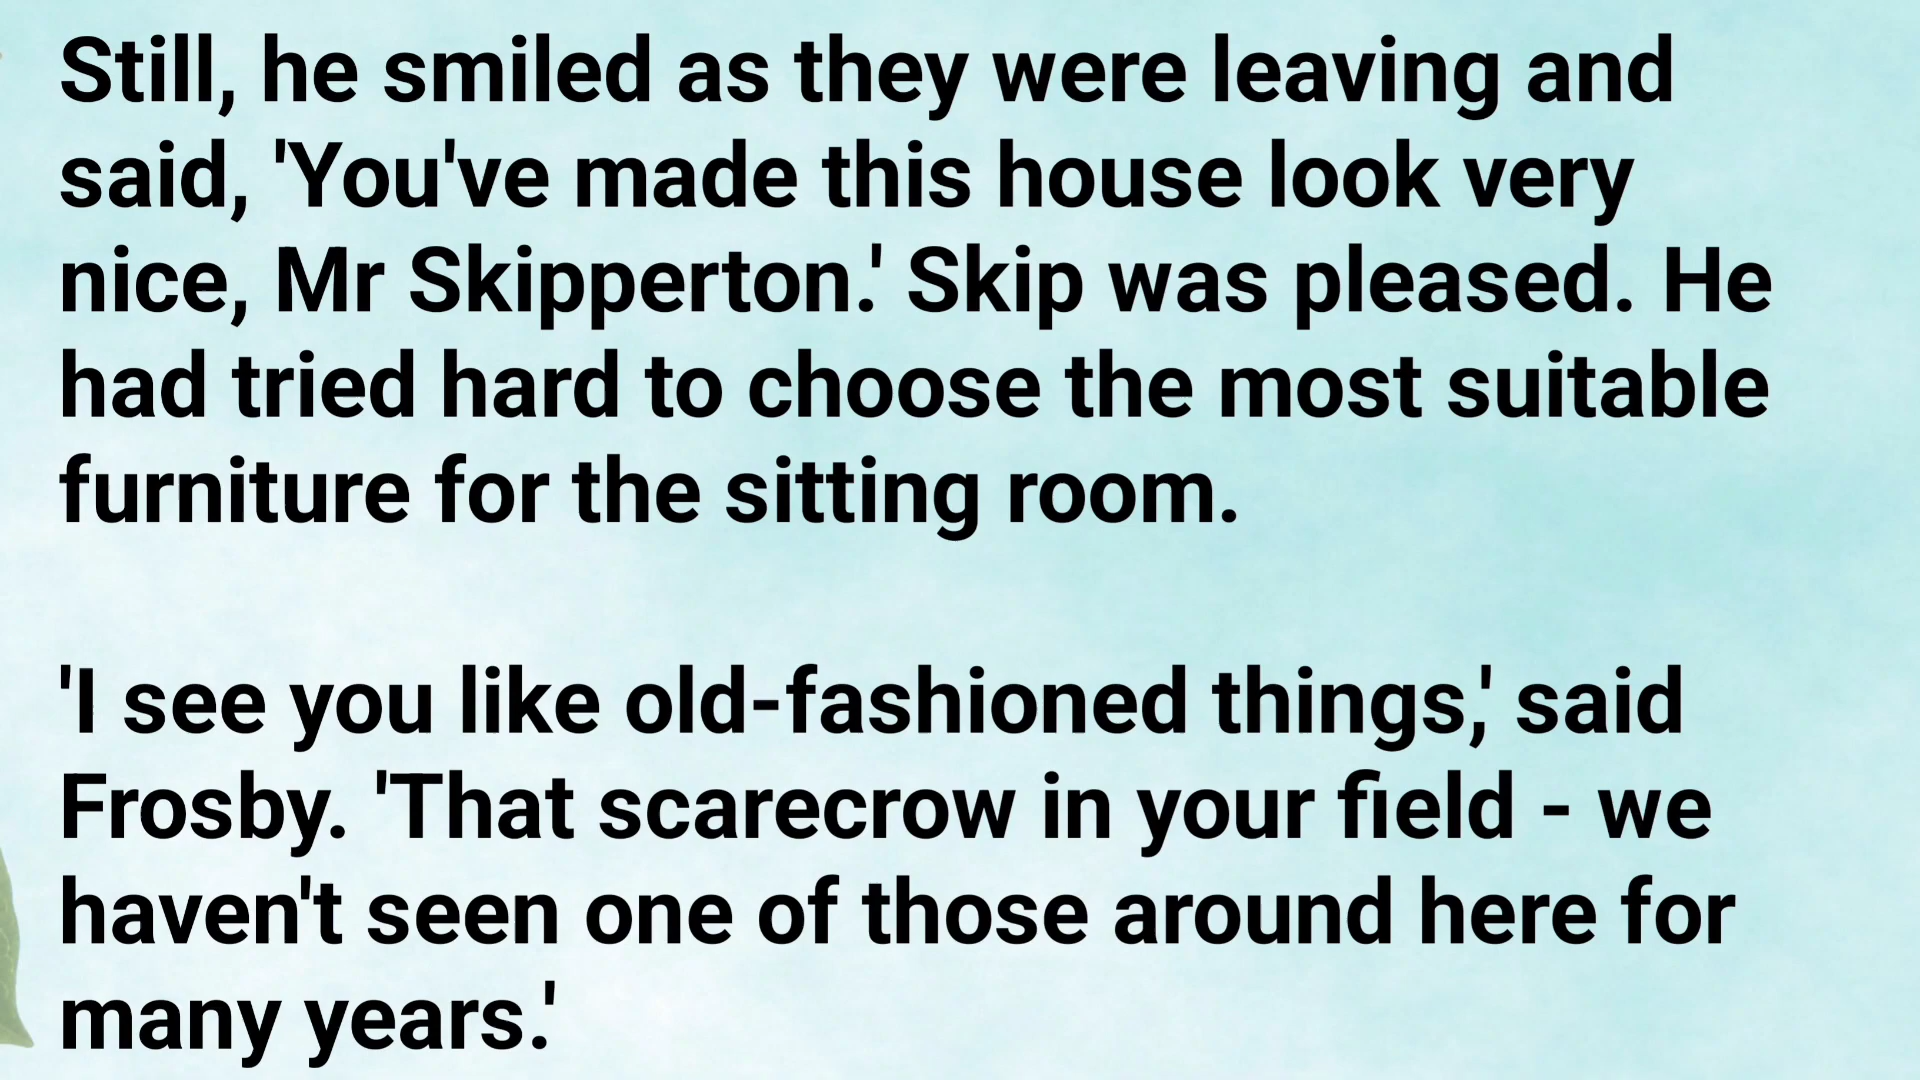 Still, he smiled as they were leaving and
said, 'You've made this house look very
nice, Mr Skipperton.' Skip was pleased. He
had tried hard to choose the most suitable
furniture for the sitting room.
'I see you like old-fashioned things,' said
Frosby. 'That scarecrow in your field - we
haven't seen one of those around here for
many years.'